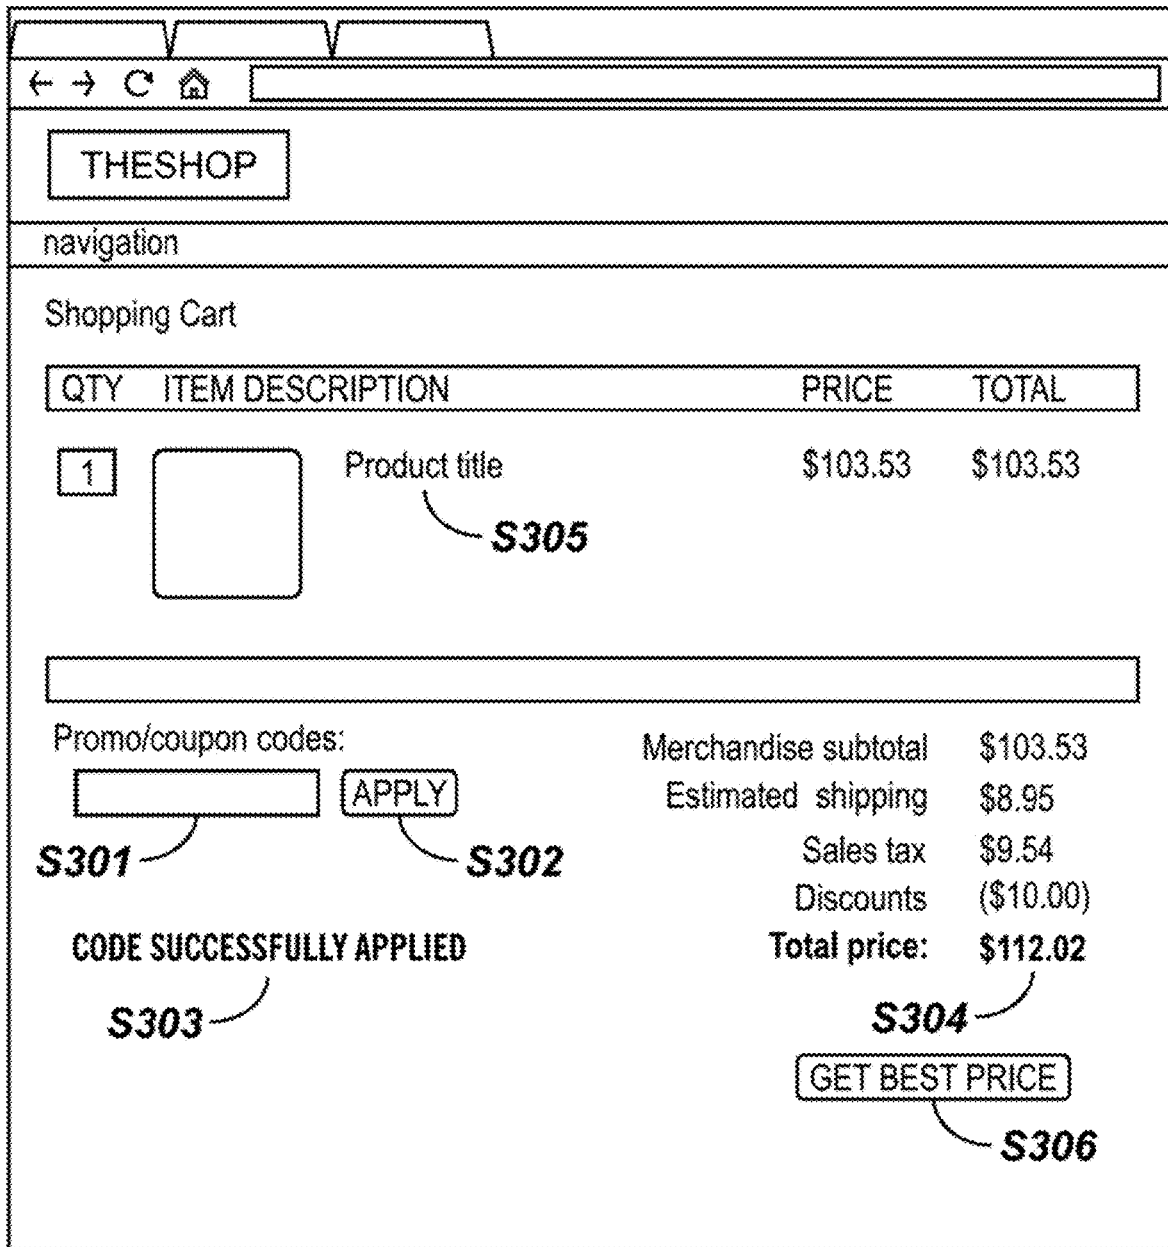 THESHOP
navigation
Shopping Cart
QTY ITEM DESCRIPTION PRICE TOTAL
1 Product title $103.53 $103.53
S305
Promo/coupon codes:
APPLY
S301 S302
CODE SUCCESSFULLY APPLIED
S303
Merchandise subtotal $103.53
Estimated shipping $8.95
Sales tax $9.54
Discounts ($10.00)
Total price: $112.02
S304
GET BEST PRICE
S306